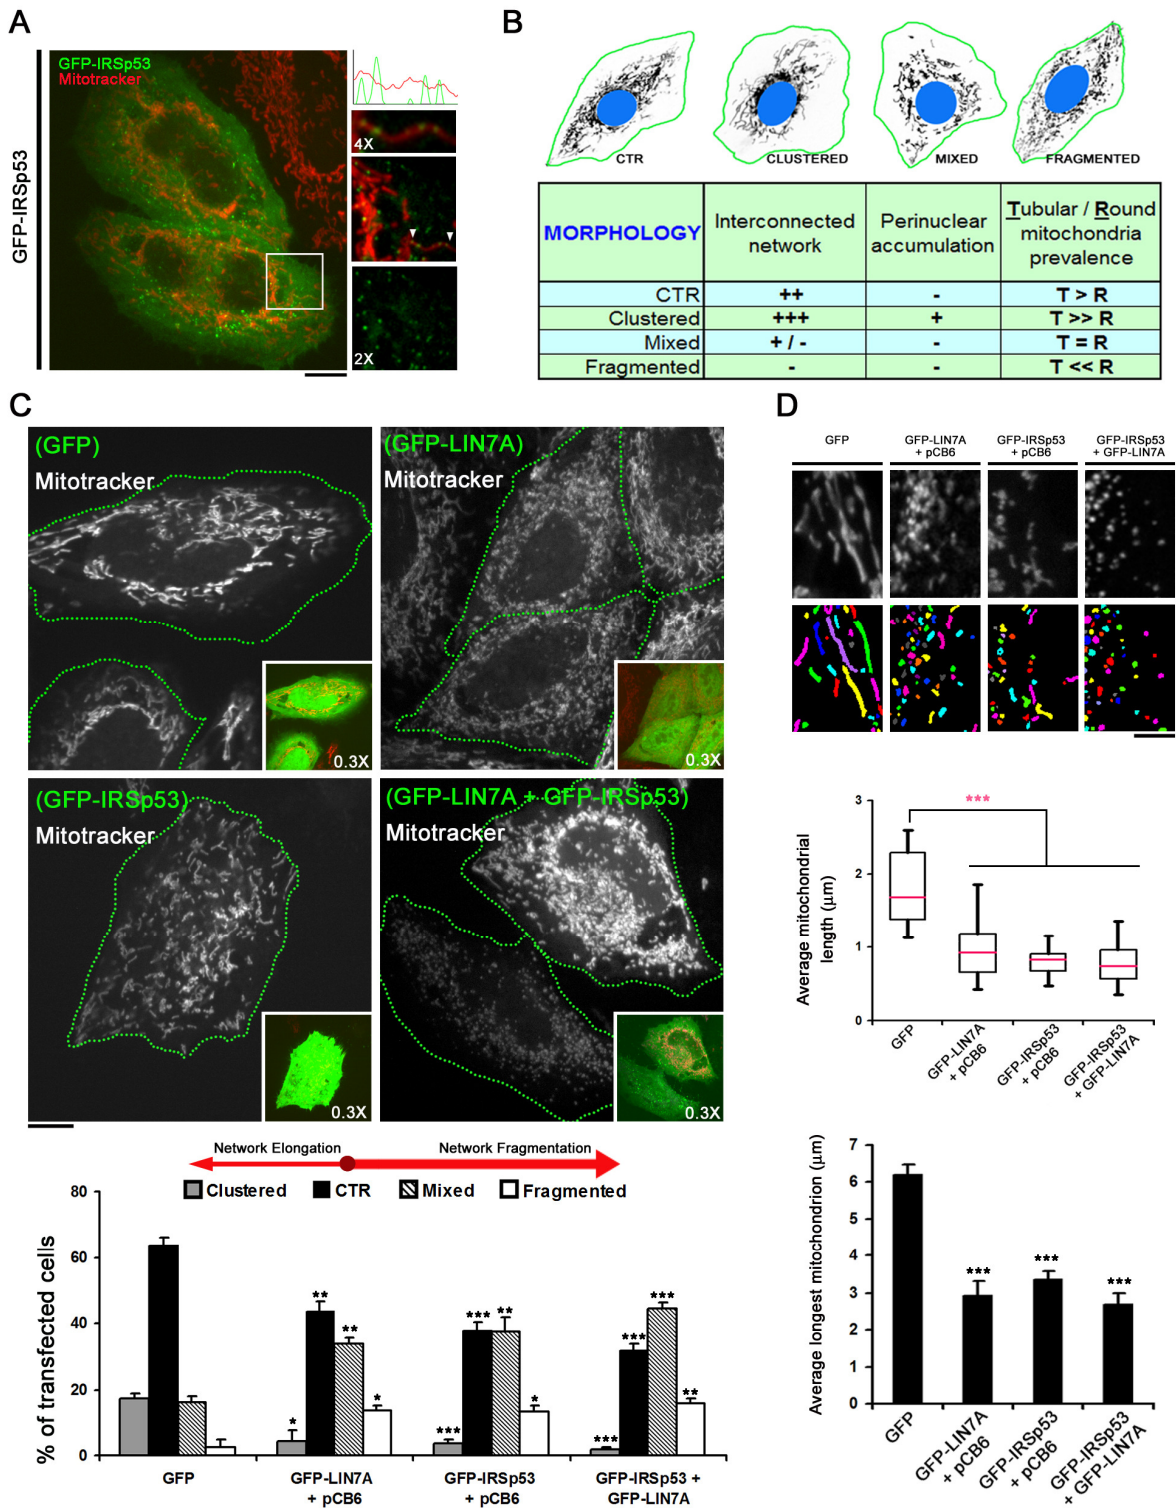 A
GFP-IRSp53
GFP-IRSp53
Mitotracker
4X
2X
B
CTR
CLUSTERED
MIXED
FRAGMENTED
MORPHOLOGY
Interconnected
network
Perinuclear
accumulation
Tubular / Round
mitochondria
prevalence
CTR ++ - T > R
Clustered +++ + T >> R
Mixed + / - - T = R
Fragmented - - T << R
C
(GFP)
Mitotracker
0.3X
(GFP-LIN7A)
Mitotracker
0.3X
(GFP-IRSp53)
Mitotracker
0.3X
(GFP-LIN7A + GFP-IRSp53)
Mitotracker
0.3X
Network Elongation
Network Fragmentation
Clustered CTR Mixed Fragmented
% of transfected cells
80
60
40
20
0
* ** ** *
*** *** ** *
*** *** *** **
GFP
GFP-LIN7A
+ pCB6
GFP-IRSp53
+ pCB6
GFP-IRSp53 +
GFP-LIN7A
D
GFP
GFP-LIN7A
+ pCB6
GFP-IRSp53
+ pCB6
GFP-IRSp53
+ GFP-LIN7A
Average mitochondrial
length (µm)
3
2
1
0
***
GFP
GFP-LIN7A
+ pCB6
GFP-IRSp53
+ pCB6
GFP-IRSp53
+ GFP-LIN7A
Average longest mitochondrion (µm)
7
6
5
4
3
2
1
0
***
***
***
GFP
GFP-LIN7A
+ pCB6
GFP-IRSp53
+ pCB6
GFP-IRSp53
+ GFP-LIN7A